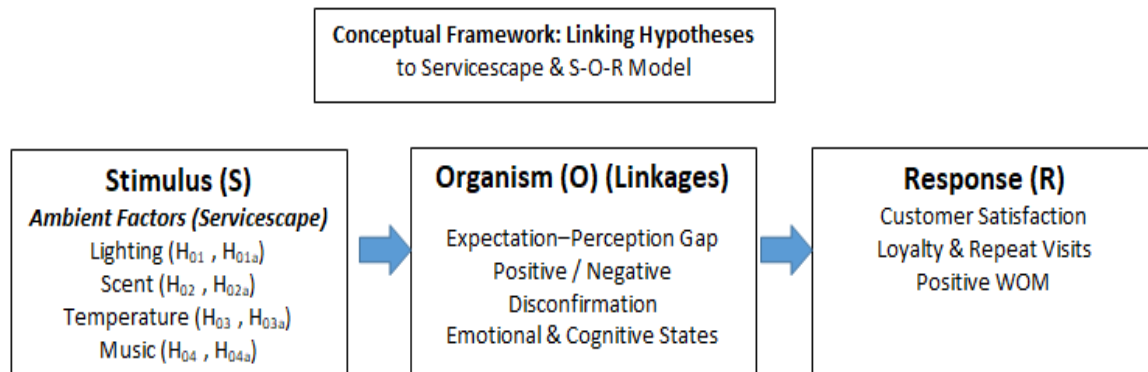 Conceptual Framework: Linking Hypotheses
to Servicescape & S-O-R Model
Stimulus (S)
Ambient Factors (Servicescape)
Lighting (H₀₁ , H₀₁ₐ)
Scent (H₀₂ , H₀₂ₐ)
Temperature (H₀₃ , H₀₃ₐ)
Music (H₀₄ , H₀₄ₐ)
Organism (O) (Linkages)
Expectation–Perception Gap
Positive / Negative
Disconfirmation
Emotional & Cognitive States
Response (R)
Customer Satisfaction
Loyalty & Repeat Visits
Positive WOM